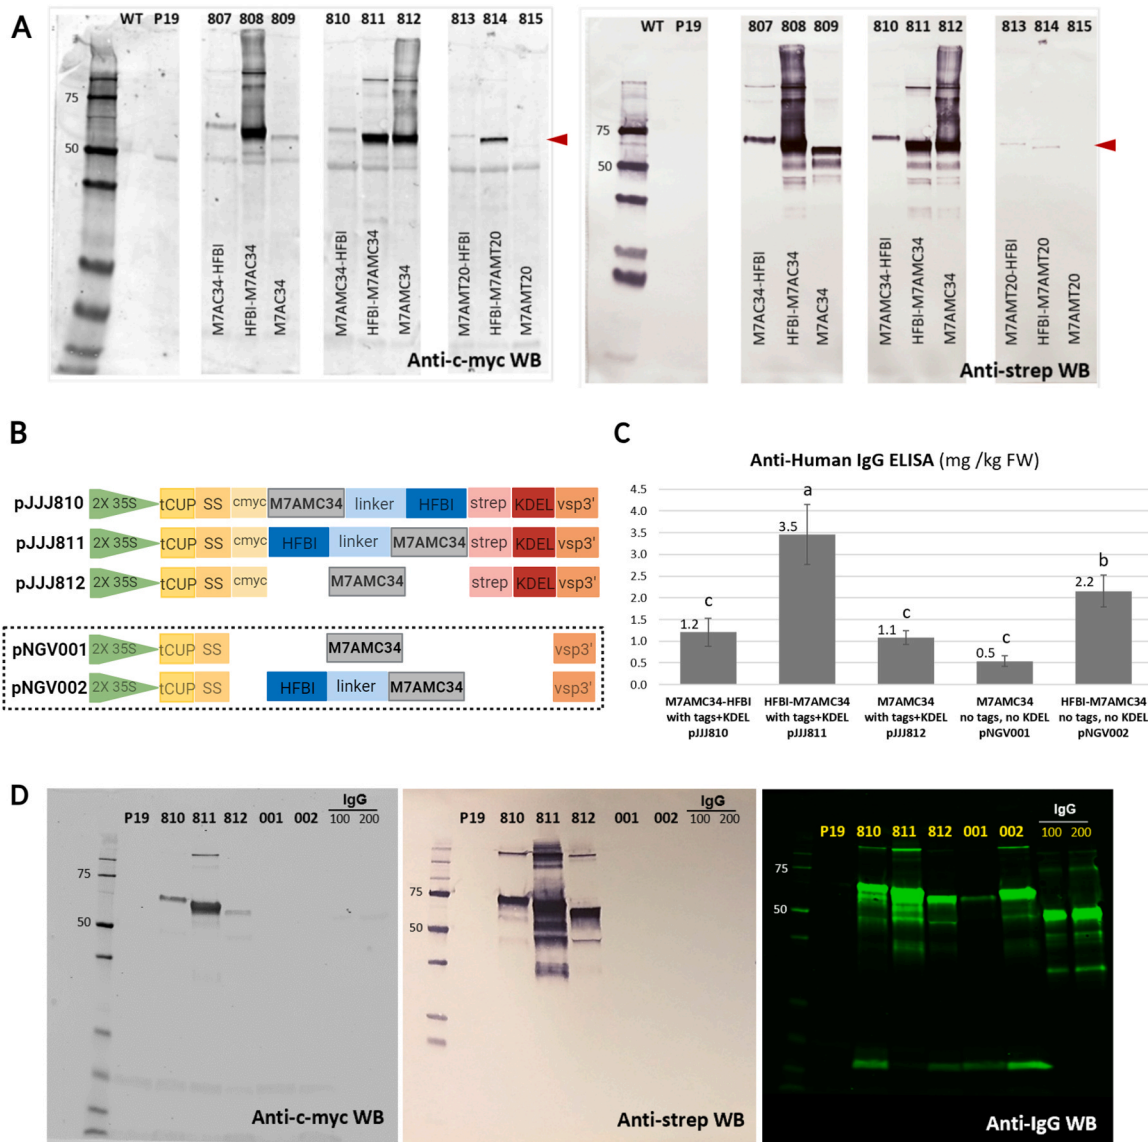 A
WT P19 807 808 809 810 811 812 813 814 815
75
50
M7AC34-HFBI
HFBI-M7AC34
M7AC34
M7AMC34-HFBI
HFBI-M7AMC34
M7AMC34
M7AMT20-HFBI
HFBI-M7AMT20
M7AMT20
Anti-c-myc WB
WT P19 807 808 809 810 811 812 813 814 815
75
50
M7AC34-HFBI
HFBI-M7AC34
M7AC34
M7AMC34-HFBI
HFBI-M7AMC34
M7AMC34
M7AMT20-HFBI
HFBI-M7AMT20
M7AMT20
Anti-strep WB
B
pJJJ810 2X 35S tCUP SS cmyc M7AMC34 linker HFBI strep KDEL vsp3'
pJJJ811 2X 35S tCUP SS cmyc HFBI linker M7AMC34 strep KDEL vsp3'
pJJJ812 2X 35S tCUP SS cmyc M7AMC34 strep KDEL vsp3'
pNGV001 2X 35S tCUP SS M7AMC34 vsp3'
pNGV002 2X 35S tCUP SS HFBI linker M7AMC34 vsp3'
C
Anti-Human IgG ELISA (mg /kg FW)
4.5
4.0
3.5
3.0
2.5
2.0
1.5
1.0
0.5
0.0
c
1.2
a
3.5
c
1.1
c
0.5
b
2.2
M7AMC34-HFBI
with tags+KDEL
pJJJ810
HFBI-M7AMC34
with tags+KDEL
pJJJ811
M7AMC34
with tags+KDEL
pJJJ812
M7AMC34
no tags, no KDEL
pNGV001
HFBI-M7AMC34
no tags, no KDEL
pNGV002
D
IgG
P19 810 811 812 001 002 100 200
75
50
Anti-c-myc WB
IgG
P19 810 811 812 001 002 100 200
75
50
Anti-strep WB
IgG
P19 810 811 812 001 002 100 200
75
50
Anti-IgG WB